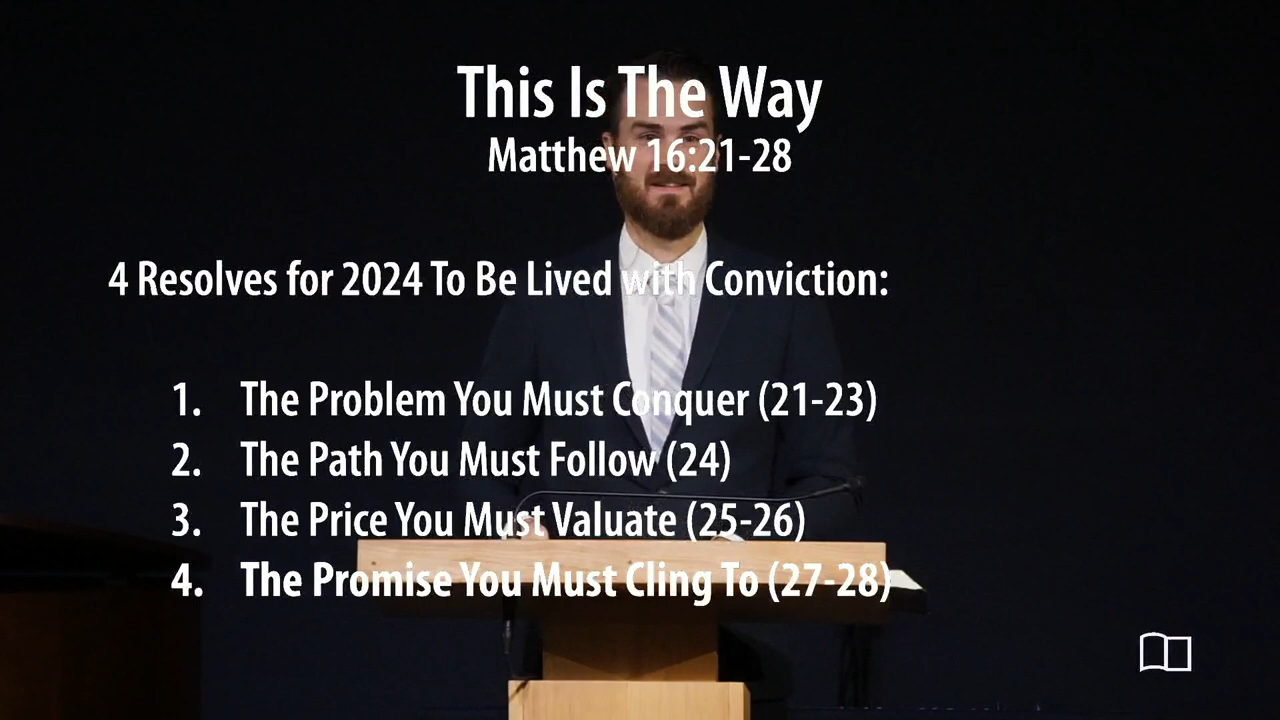 This Is The Way
Matthew 16:21-28
4 Resolves for 2024 To Be Lived with Conviction:
1. The Problem You Must Conquer (21-23)
2. The Path You Must Follow (24)
3. The Price You Must Valuate (25-26)
4. The Promise You Must Cling To (27-28)